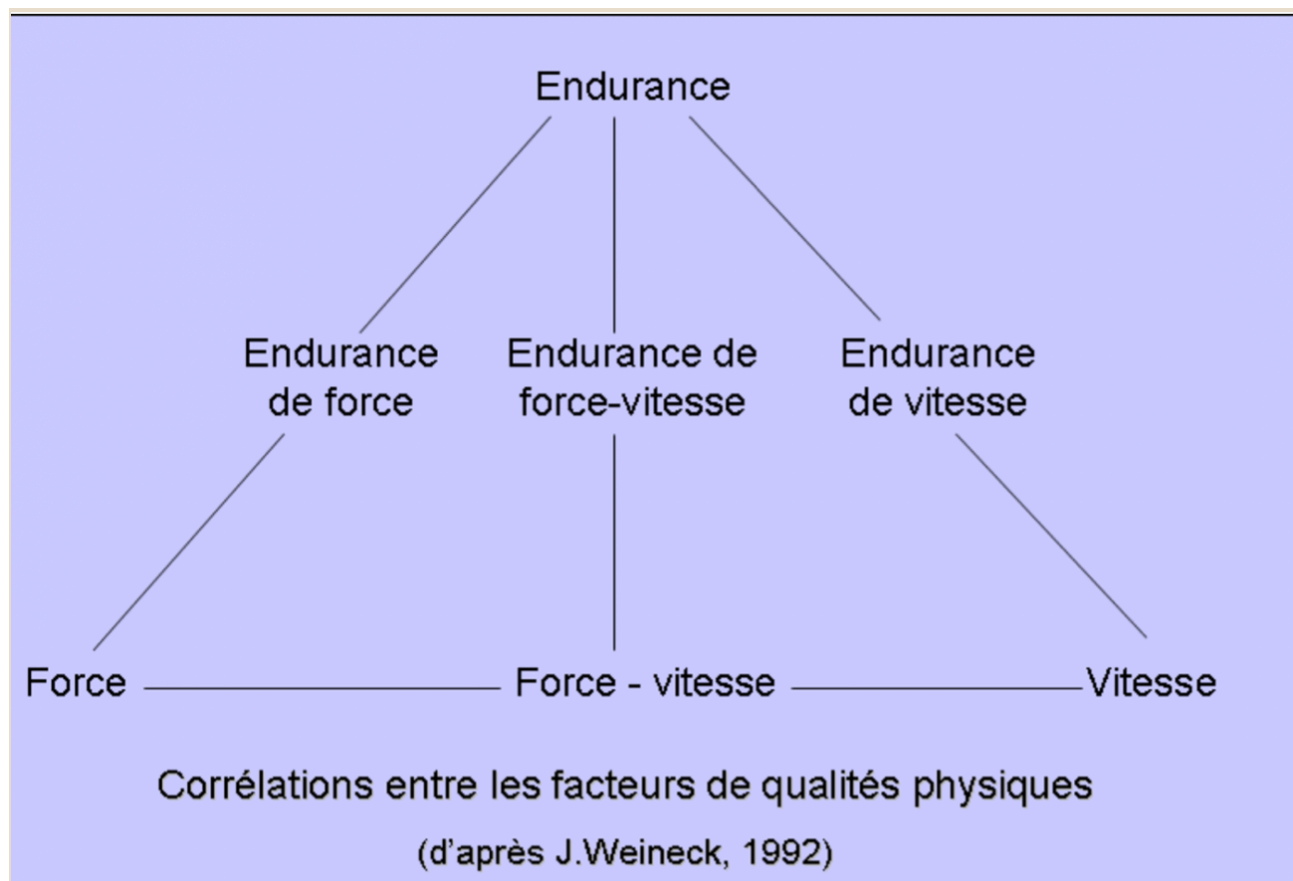 Endurance
Endurance Endurance de Endurance
de force force-vitesse de vitesse
Force Force - vitesse Vitesse
Corrélations entre les facteurs de qualités physiques
(d'après J.Weineck, 1992)